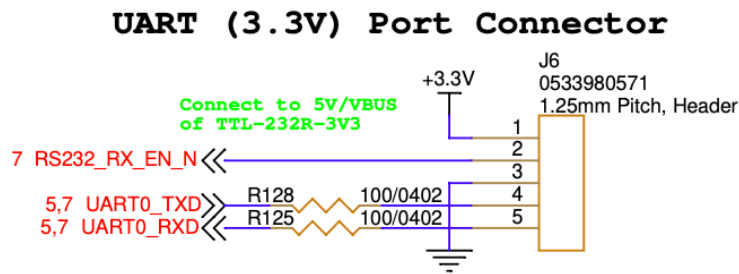 UART (3.3V) Port Connector
J6
+3.3V
0533980571
Connect to 5V/VBUS
1.25mm Pitch, Header
of TTL-232R-3V3
1
7 RS232_RX_EN_N
2
3
5,7 UART0_TXD
R128
100/0402
4
5,7 UART0_RXD
R125
100/0402
5